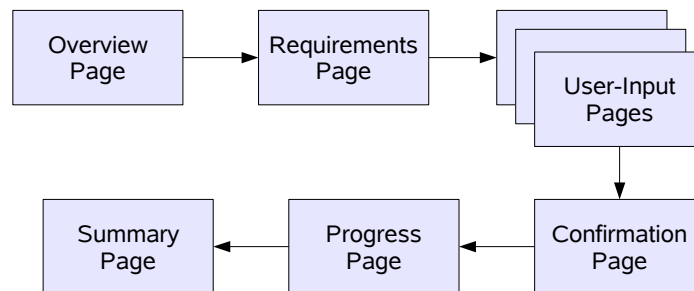 Overview
Page
Requirements
Page
User-Input
Pages
Confirmation
Page
Progress
Page
Summary
Page